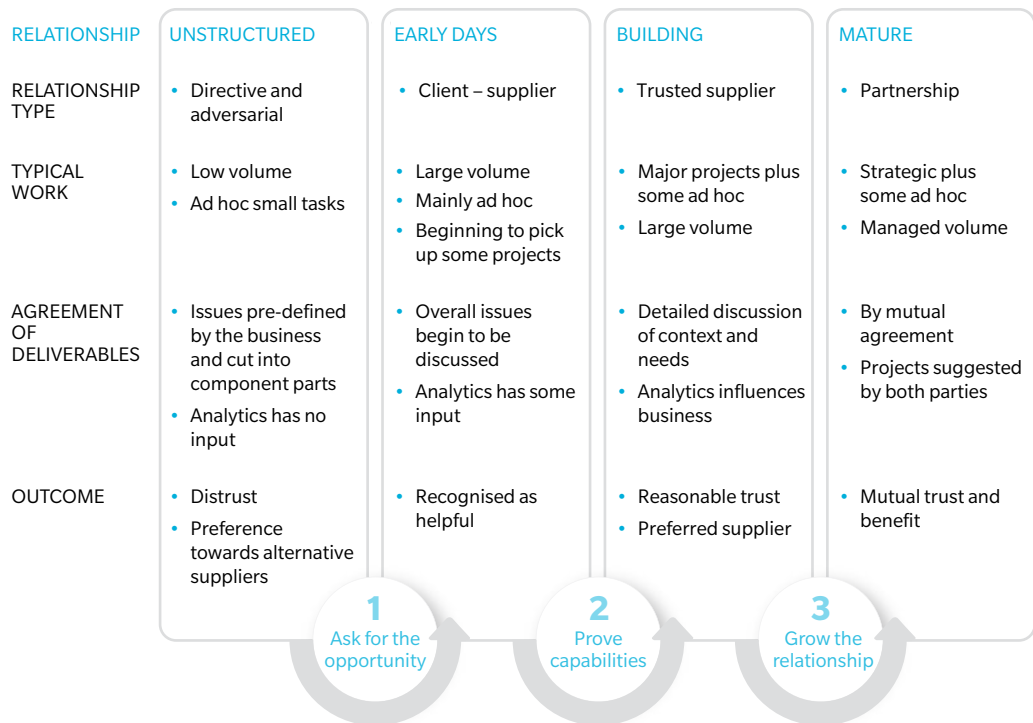 RELATIONSHIP
UNSTRUCTURED
EARLY DAYS
BUILDING
MATURE
RELATIONSHIP
TYPE
• Directive and
adversarial
• Client – supplier
• Trusted supplier
• Partnership
TYPICAL
WORK
• Low volume
• Ad hoc small tasks
• Large volume
• Mainly ad hoc
• Beginning to pick
up some projects
• Major projects plus
some ad hoc
• Large volume
• Strategic plus
some ad hoc
• Managed volume
AGREEMENT
OF
DELIVERABLES
• Issues pre-defined
by the business
and cut into
component parts
• Analytics has no
input
• Overall issues
begin to be
discussed
• Analytics has some
input
• Detailed discussion
of context and
needs
• Analytics influences
business
• By mutual
agreement
• Projects suggested
by both parties
OUTCOME
• Distrust
• Preference
towards alternative
suppliers
• Recognised as
helpful
• Reasonable trust
• Preferred supplier
• Mutual trust and
benefit
1
Ask for the
opportunity
2
Prove
capabilities
3
Grow the
relationship